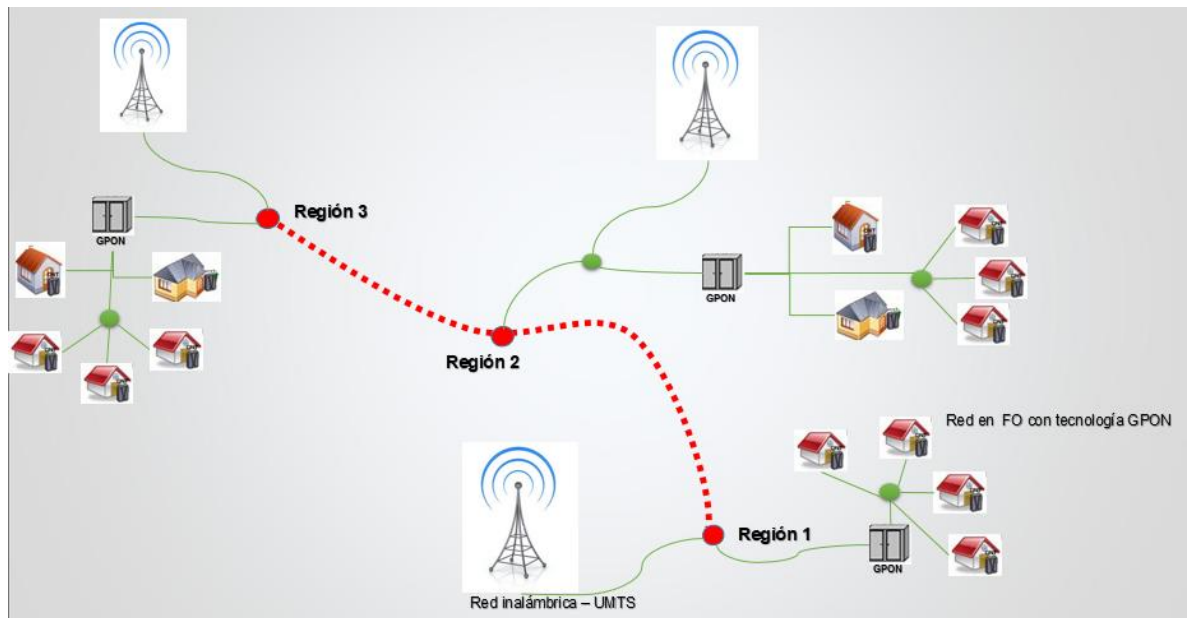 Región 3
GPON
GPON
Región 2
Red en FO con tecnología GPON
Región 1
GPON
Red inalámbrica – UMTS